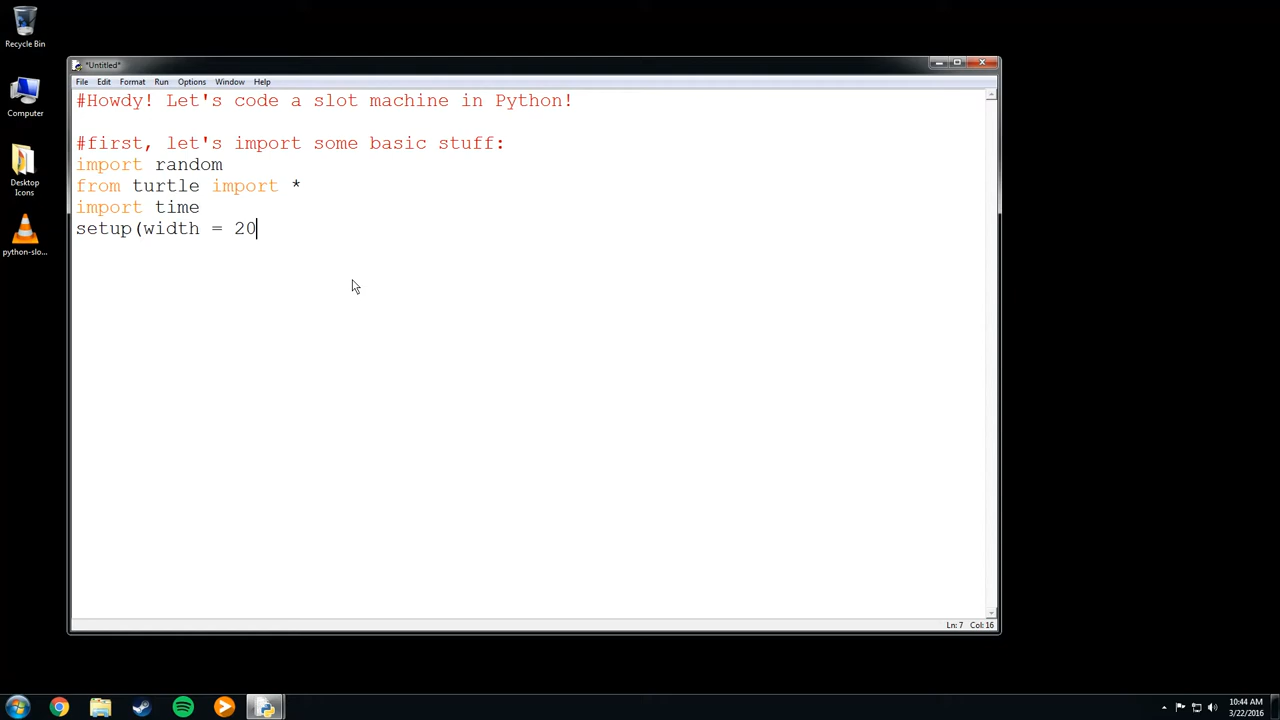 Recycle Bin
Computer
Desktop
Icons
python-slo...
*Untitled*
File Edit Format Run Options Window Help
#Howdy! Let's code a slot machine in Python!
#first, let's import some basic stuff:
import random
from turtle import *
import time
setup(width = 20
Ln: 7 Col: 16
10:44 AM
3/22/2016